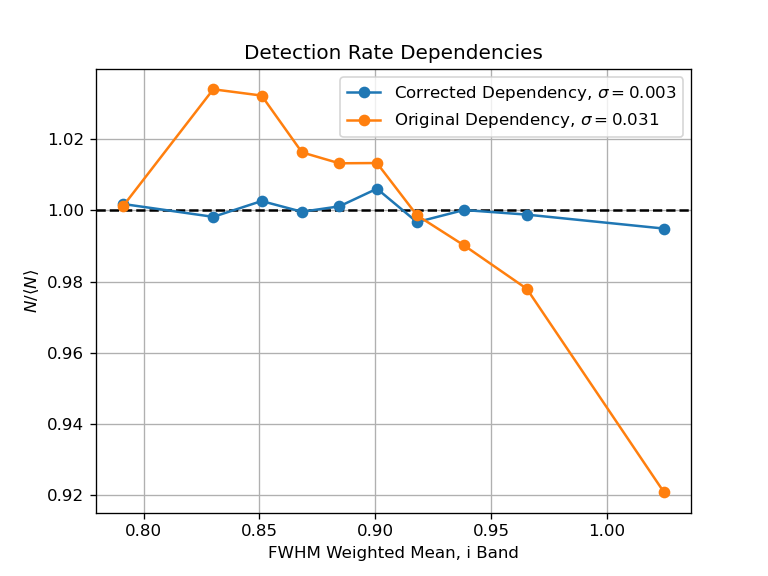 Detection Rate Dependencies
Corrected Dependency, σ = 0.003
Original Dependency, σ = 0.031
1.02
1.00
0.98
0.96
0.94
0.92
N/⟨N⟩
0.80 0.85 0.90 0.95 1.00
FWHM Weighted Mean, i Band